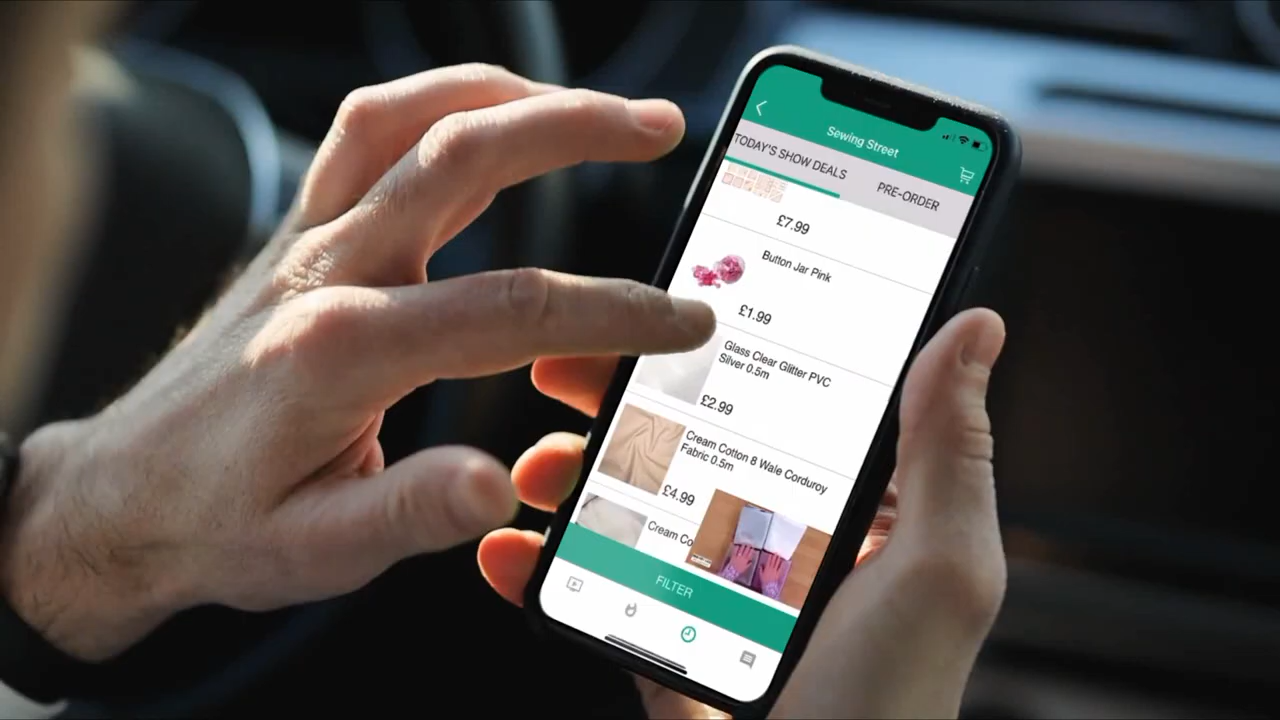 Sewing Street
TODAY'S SHOW DEALS
PRE-ORDER
£7.99
Button Jar Pink
£1.99
Glass Clear Glitter PVC
Silver 0.5m
£2.99
Cream Cotton 8 Wale Corduroy
Fabric 0.5m
£4.99
Cream Co
FILTER